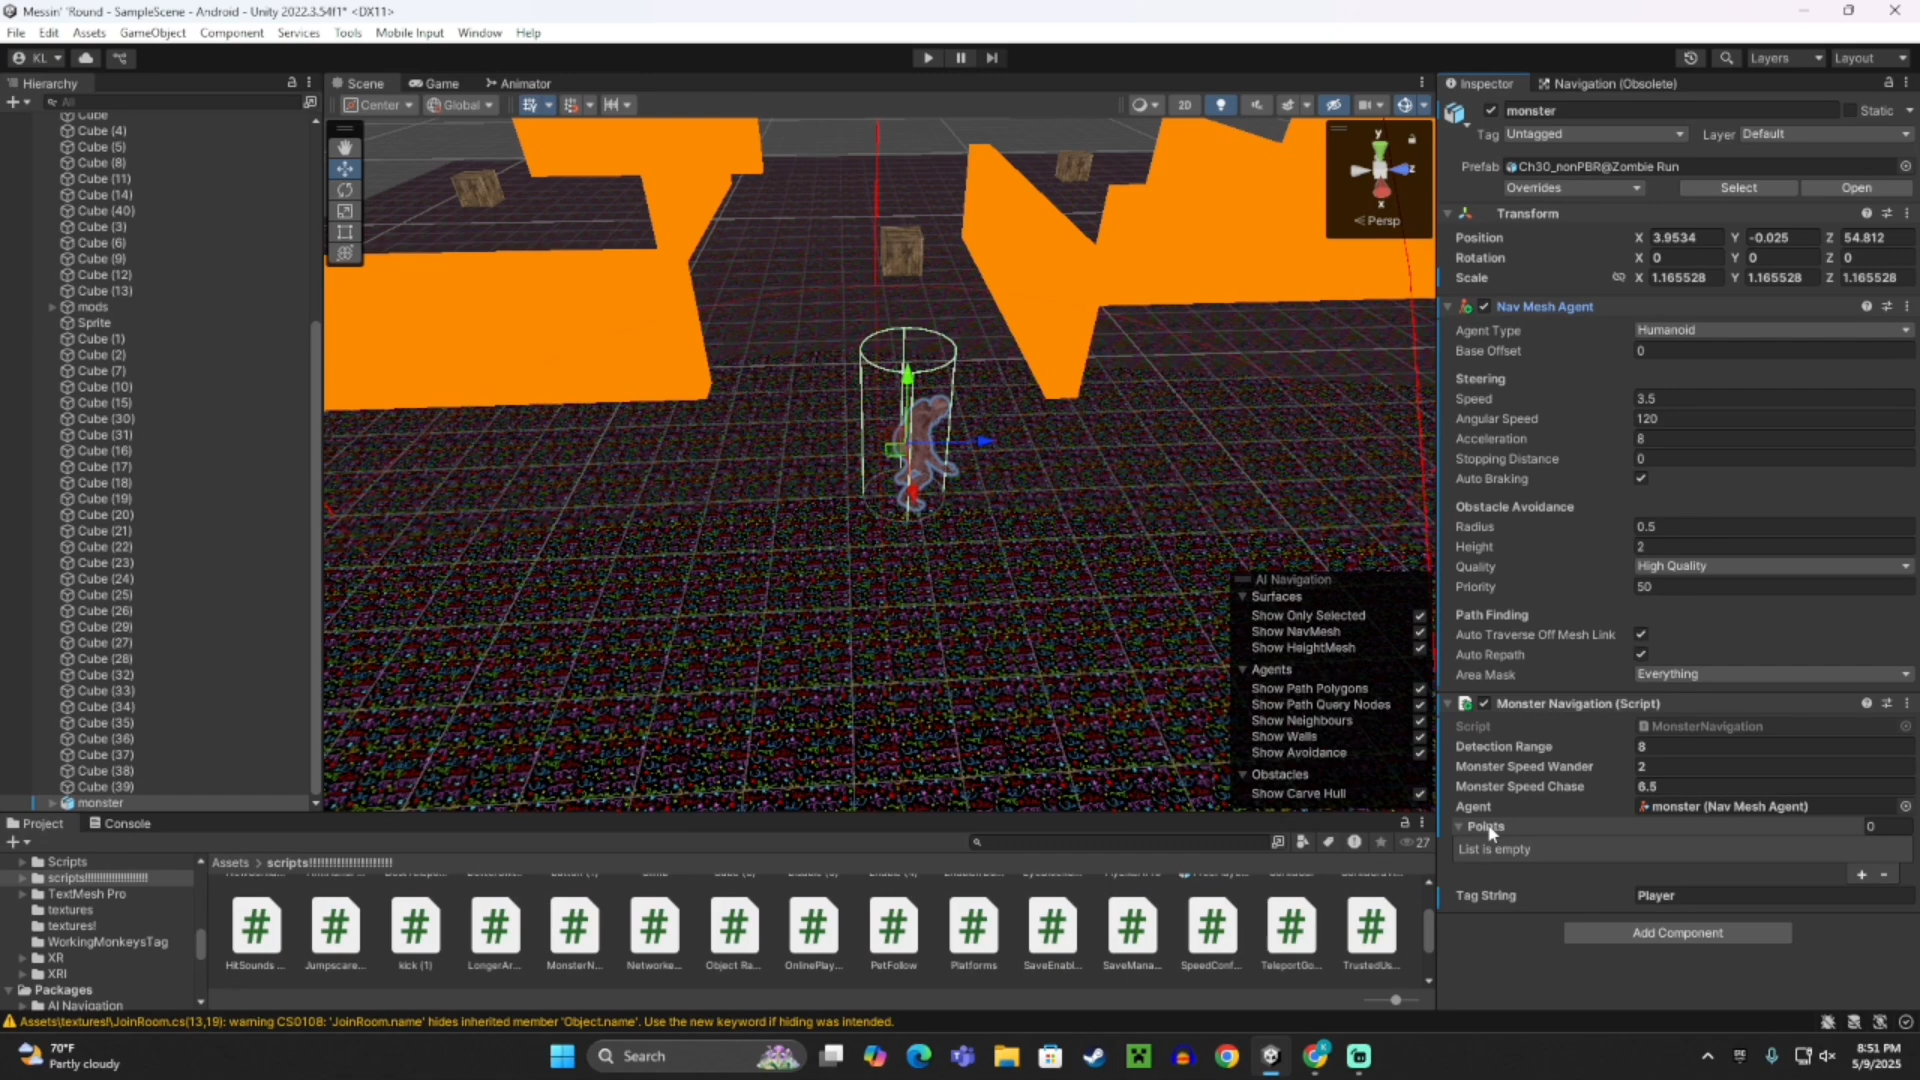 Messin' 'Round - SampleScene - Android - Unity 2022.3.54f1* <DX11>
File Edit Assets GameObject Component Services Tools Mobile Input Window Help
KL Layers Layout
Hierarchy Scene Game Animator Inspector Navigation (Obsolete)
All Center Global 2D
monster Static
Tag Untagged Layer Default
Prefab Ch30_nonPBR@Zombie Run
Overrides Select Open
Transform
Position X 3.9534 Y -0.025 Z 54.812
Rotation X 0 Y 0 Z 0
Scale X 1.165528 Y 1.165528 Z 1.165528
Nav Mesh Agent
Agent Type Humanoid
Base Offset 0
Steering
Speed 3.5
Angular Speed 120
Acceleration 8
Stopping Distance 0
Auto Braking
Obstacle Avoidance
Radius 0.5
Height 2
Quality High Quality
Priority 50
Path Finding
Auto Traverse Off Mesh Link
Auto Repath
Area Mask Everything
Monster Navigation (Script)
Script MonsterNavigation
Detection Range 8
Monster Speed Wander 2
Monster Speed Chase 6.5
Agent monster (Nav Mesh Agent)
Points 0
List is empty
+ -
Tag String Player
Add Component
Cube
Cube (4)
Cube (5)
Cube (8)
Cube (11)
Cube (14)
Cube (40)
Cube (3)
Cube (6)
Cube (9)
Cube (12)
Cube (13)
mods
Sprite
Cube (1)
Cube (2)
Cube (7)
Cube (10)
Cube (15)
Cube (30)
Cube (31)
Cube (16)
Cube (17)
Cube (18)
Cube (19)
Cube (20)
Cube (21)
Cube (22)
Cube (23)
Cube (24)
Cube (25)
Cube (26)
Cube (29)
Cube (27)
Cube (28)
Cube (32)
Cube (33)
Cube (34)
Cube (35)
Cube (36)
Cube (37)
Cube (38)
Cube (39)
monster
y
z
x
Persp
AI Navigation
Surfaces
Show Only Selected
Show NavMesh
Show HeightMesh
Agents
Show Path Polygons
Show Path Query Nodes
Show Neighbours
Show Walls
Show Avoidance
Obstacles
Show Carve Hull
Project Console
27
Scripts
scripts!!!!!!!!!!!!!!!!!!!!!!
TextMesh Pro
textures
textures!
WorkingMonkeysTag
XR
XRI
Packages
AI Navigation
Assets > scripts!!!!!!!!!!!!!!!!!!!!!!
HitSounds ... Jumpscare... kick (1) LongerAr... MonsterN... Networke... Object Ra... OnlinePlay... PetFollow Platforms SaveEnabl... SaveMana... SpeedConf... TeleportGo... TrustedUs...
Assets\textures!\JoinRoom.cs(13,19): warning CS0108: 'JoinRoom.name' hides inherited member 'Object.name'. Use the new keyword if hiding was intended.
70°F
Partly cloudy
Search
8:51 PM
5/9/2025